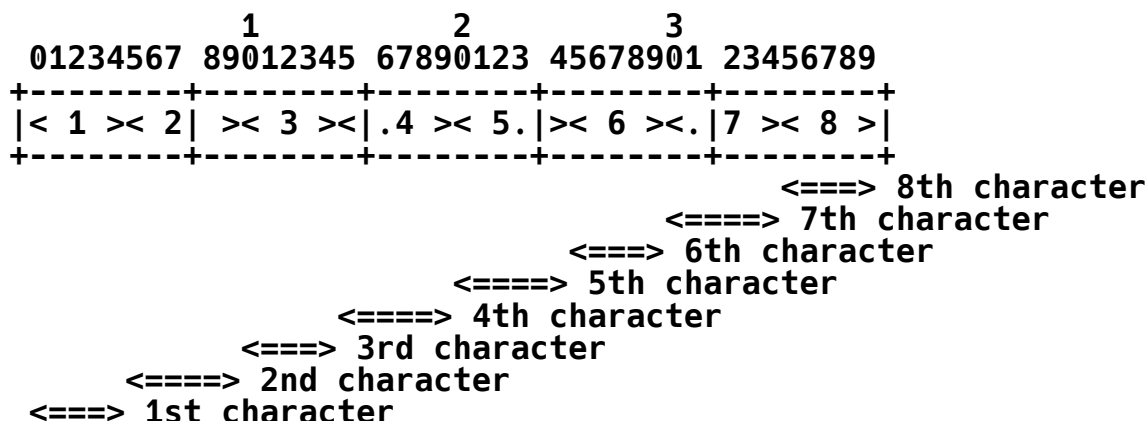 1          2          3
 01234567 89012345 67890123 45678901 23456789
+--------+--------+--------+--------+--------+
|< 1 >< 2| >< 3 ><|.4 >< 5.|>< 6 ><.|7 >< 8 >|
+--------+--------+--------+--------+--------+
                                        <===> 8th character
                                  <====> 7th character
                             <===> 6th character
                       <====> 5th character
                 <====> 4th character
            <===> 3rd character
      <====> 2nd character
 <===> 1st character